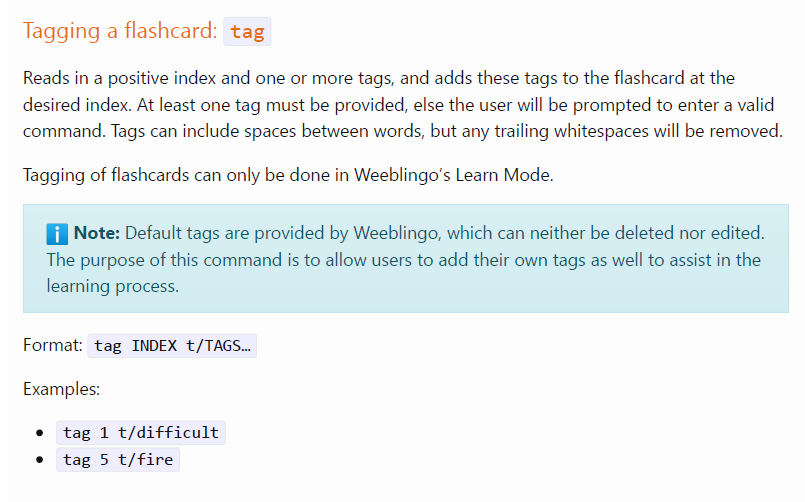 Tagging a flashcard: tag
Reads in a positive index and one or more tags, and adds these tags to the flashcard at the
desired index. At least one tag must be provided, else the user will be prompted to enter a valid
command. Tags can include spaces between words, but any trailing whitespaces will be removed.
Tagging of flashcards can only be done in Weeblingo’s Learn Mode.
ℹ️ Note: Default tags are provided by Weeblingo, which can neither be deleted nor edited.
The purpose of this command is to allow users to add their own tags as well to assist in the
learning process.
Format: tag INDEX t/TAGS…
Examples:
• tag 1 t/difficult
• tag 5 t/fire